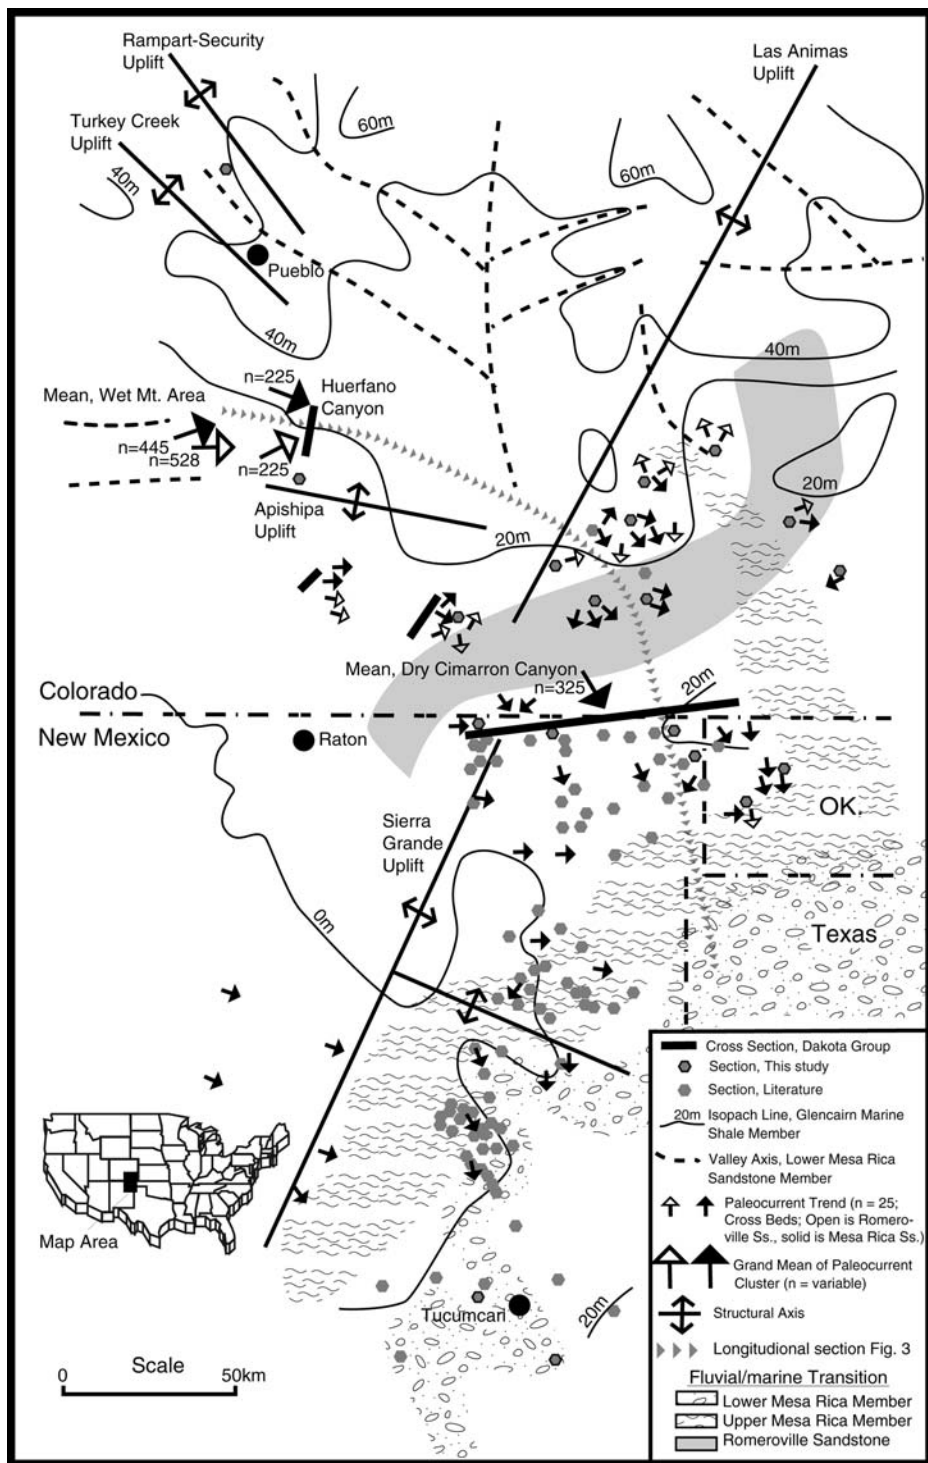 Rampart-Security
Uplift
Las Animas
Uplift
Turkey Creek
Uplift
60m
60m
40m
Pueblo
40m
40m
n=225
Huerfano
Canyon
Mean, Wet Mt. Area
n=445
n=528
n=225
20m
Apishipa
Uplift
20m
Mean, Dry Cimarron Canyon
n=325
20m
Colorado
New Mexico
Raton
OK.
Sierra
Grande
Uplift
0m
Texas
Cross Section, Dakota Group
Section, This study
Section, Literature
20m Isopach Line, Glencairn Marine
Shale Member
Valley Axis, Lower Mesa Rica
Sandstone Member
Paleocurrent Trend (n = 25;
Cross Beds; Open is Romero-
ville Ss., solid is Mesa Rica Ss.)
Grand Mean of Paleocurrent
Cluster (n = variable)
Structural Axis
Longitudional section Fig. 3
Fluvial/marine Transition
Lower Mesa Rica Member
Upper Mesa Rica Member
Romeroville Sandstone
Map Area
Tucumcari
20m
Scale
0 50km